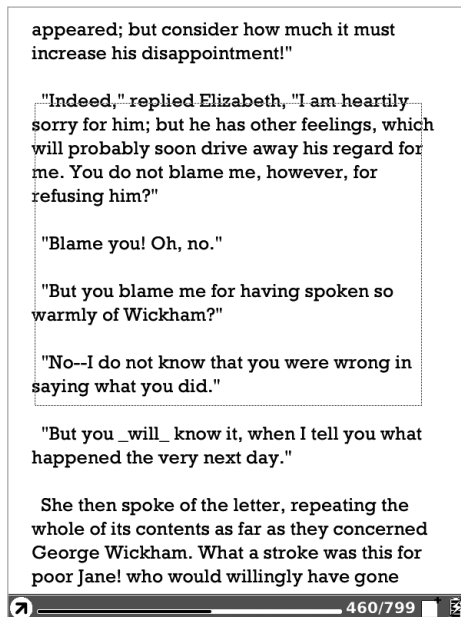 appeared; but consider how much it must
increase his disappointment!"
"Indeed," replied Elizabeth, "I am heartily
sorry for him; but he has other feelings, which
will probably soon drive away his regard for
me. You do not blame me, however, for
refusing him?"
"Blame you! Oh, no."
"But you blame me for having spoken so
warmly of Wickham?"
"No--I do not know that you were wrong in
saying what you did."
"But you _will_ know it, when I tell you what
happened the very next day."
She then spoke of the letter, repeating the
whole of its contents as far as they concerned
George Wickham. What a stroke was this for
poor Jane! who would willingly have gone
460/799